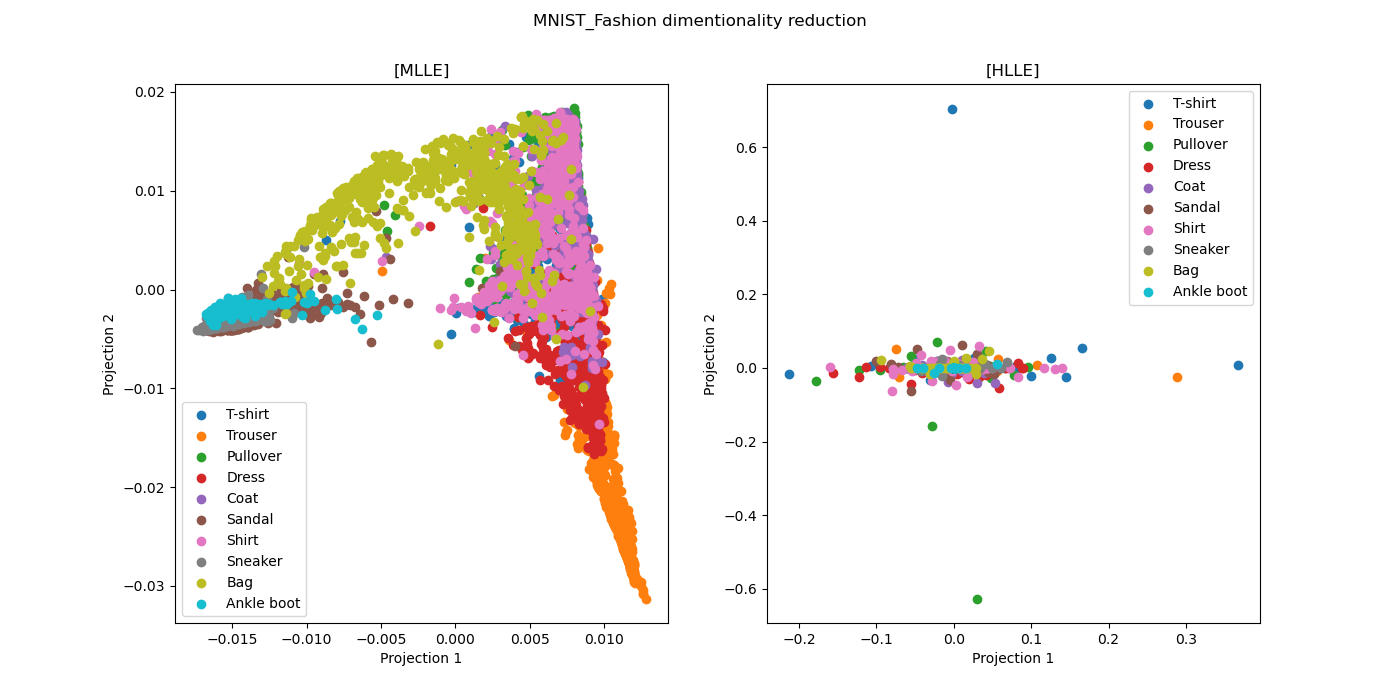 MNIST_Fashion dimentionality reduction
[MLLE]
0.02
0.01
0.00
−0.01
−0.02
−0.03
Projection 2
T-shirt
Trouser
Pullover
Dress
Coat
Sandal
Shirt
Sneaker
Bag
Ankle boot
−0.015
−0.010
−0.005
0.000
0.005
0.010
Projection 1
[HLLE]
0.6
0.4
0.2
0.0
−0.2
−0.4
−0.6
Projection 2
T-shirt
Trouser
Pullover
Dress
Coat
Sandal
Shirt
Sneaker
Bag
Ankle boot
−0.2
−0.1
0.0
0.1
0.2
0.3
Projection 1